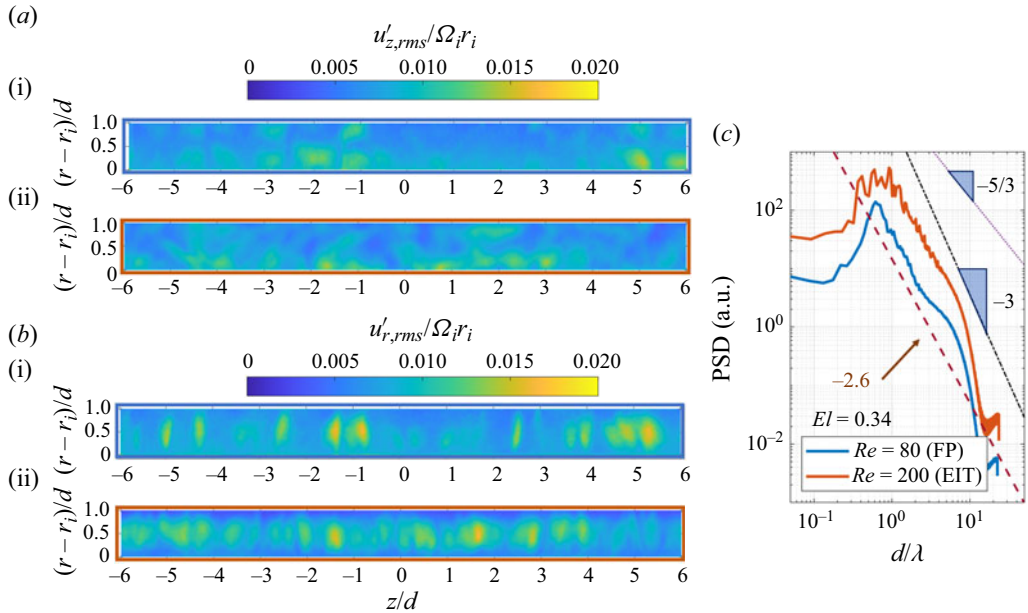 (a)
u′z,rms/Ωiri
0 0.005 0.010 0.015 0.020
(i)
(r – ri)/d
1.0
0.5
0
–6 –5 –4 –3 –2 –1 0 1 2 3 4 5 6
(ii)
(r – ri)/d
1.0
0.5
0
–6 –5 –4 –3 –2 –1 0 1 2 3 4 5 6
(b)
u′r,rms/Ωiri
0 0.005 0.010 0.015 0.020
(i)
(r – ri)/d
1.0
0.5
0
–6 –5 –4 –3 –2 –1 0 1 2 3 4 5 6
(ii)
(r – ri)/d
1.0
0.5
0
–6 –5 –4 –3 –2 –1 0 1 2 3 4 5 6
z/d
(c)
PSD (a.u.)
10²
10⁰
10⁻²
–5/3
–3
–2.6
El = 0.34
Re = 80 (FP)
Re = 200 (EIT)
10⁻¹ 10⁰ 10¹
d/λ